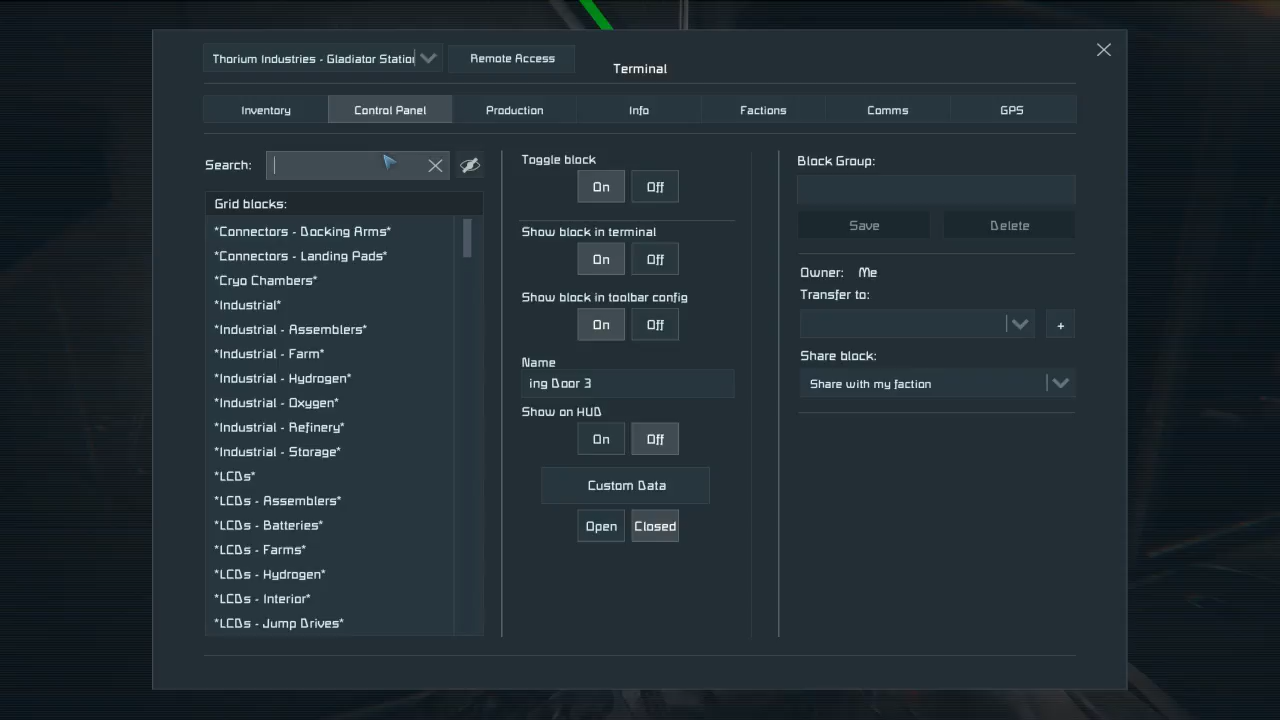 Thorium Industries - Gladiator Station
Remote Access
Terminal
Inventory
Control Panel
Production
Info
Factions
Comms
GPS
Search:
Grid blocks:
*Connectors - Docking Arms*
*Connectors - Landing Pads*
*Cryo Chambers*
*Industrial*
*Industrial - Assemblers*
*Industrial - Farm*
*Industrial - Hydrogen*
*Industrial - Oxygen*
*Industrial - Refinery*
*Industrial - Storage*
*LCDs*
*LCDs - Assemblers*
*LCDs - Batteries*
*LCDs - Farms*
*LCDs - Hydrogen*
*LCDs - Interior*
*LCDs - Jump Drives*
Toggle block
On Off
Show block in terminal
On Off
Show block in toolbar config
On Off
Name
ing Door 3
Show on HUD
On Off
Custom Data
Open Closed
Block Group:
Save Delete
Owner: Me
Transfer to:
+
Share block:
Share with my faction